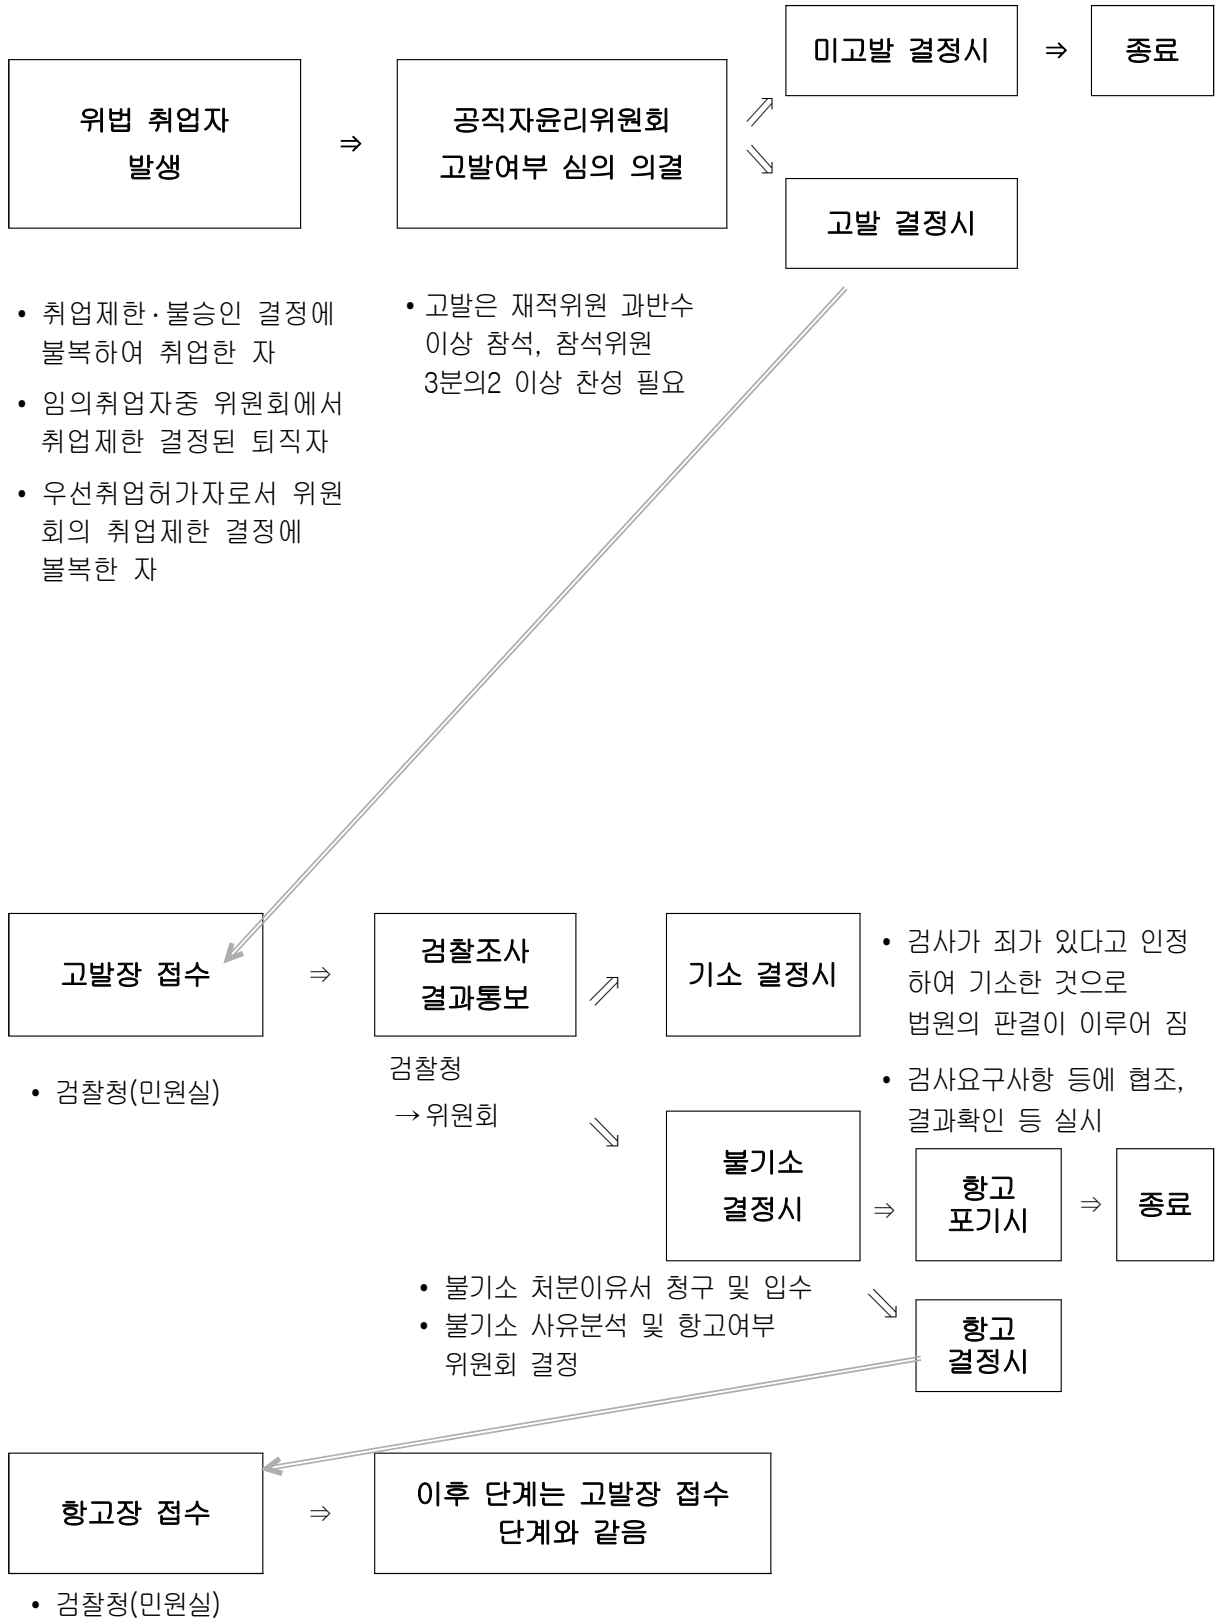 위법 취업자
발생
⇒
공직자윤리위원회
고발여부 심의 의결
미고발 결정시
⇒
종료
고발 결정시
• 취업제한·불승인 결정에
불복하여 취업한 자
• 임의취업자중 위원회에서
취업제한 결정된 퇴직자
• 우선취업허가자로서 위원
회의 취업제한 결정에
볼복한 자
• 고발은 재적위원 과반수
이상 참석, 참석위원
3분의2 이상 찬성 필요
고발장 접수
⇒
검찰조사
결과통보
기소 결정시
• 검사가 죄가 있다고 인정
하여 기소한 것으로
법원의 판결이 이루어 짐
• 검사요구사항 등에 협조,
결과확인 등 실시
• 검찰청(민원실)
검찰청
→위원회
불기소
결정시
⇒
항고
포기시
⇒
종료
• 불기소 처분이유서 청구 및 입수
• 불기소 사유분석 및 항고여부
위원회 결정
항고
결정시
항고장 접수
⇒
이후 단계는 고발장 접수
단계와 같음
• 검찰청(민원실)